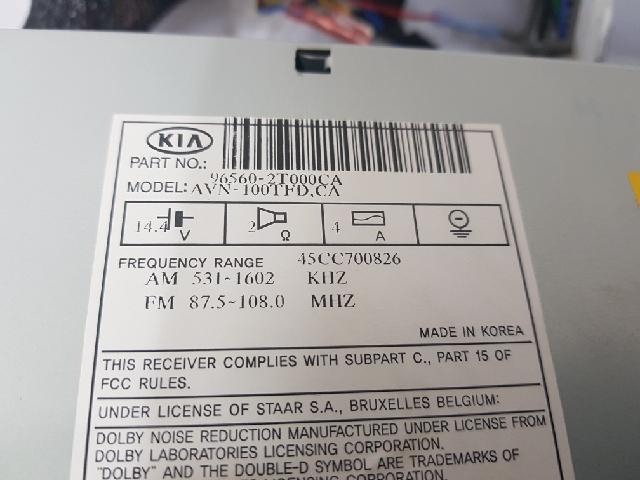 KIA
PART NO.: 96560-2T000CA
MODEL: AVN-100TFD,CA
14.4 V 2 Ω 4 A
FREQUENCY RANGE 45CC700826
AM 531~1602 KHZ
FM 87.5~108.0 MHZ
MADE IN KOREA
THIS RECEIVER COMPLIES WITH SUBPART C., PART 15 OF
FCC RULES.
UNDER LICENSE OF STAAR S.A., BRUXELLES BELGIUM:
DOLBY NOISE REDUCTION MANUFACTURED UNDER LICENSE FROM
DOLBY LABORATORIES LICENSING CORPORATION.
"DOLBY" AND THE DOUBLE-D SYMBOL ARE TRADEMARKS OF
LICENSING CORPORATION.